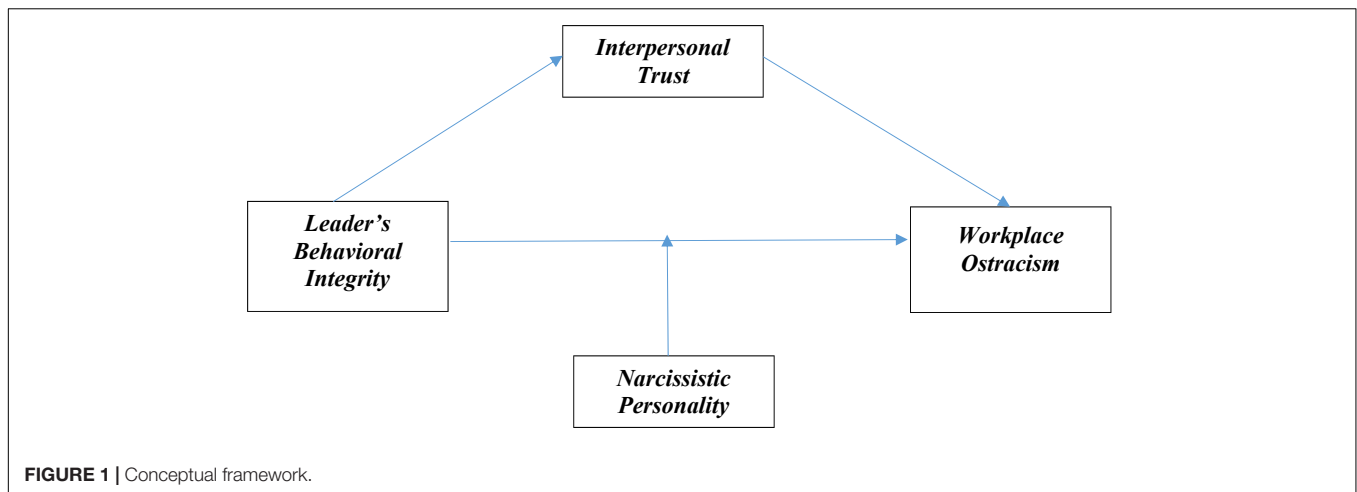 Interpersonal
Trust
Leader's
Behavioral
Integrity
Workplace
Ostracism
Narcissistic
Personality
FIGURE 1 | Conceptual framework.